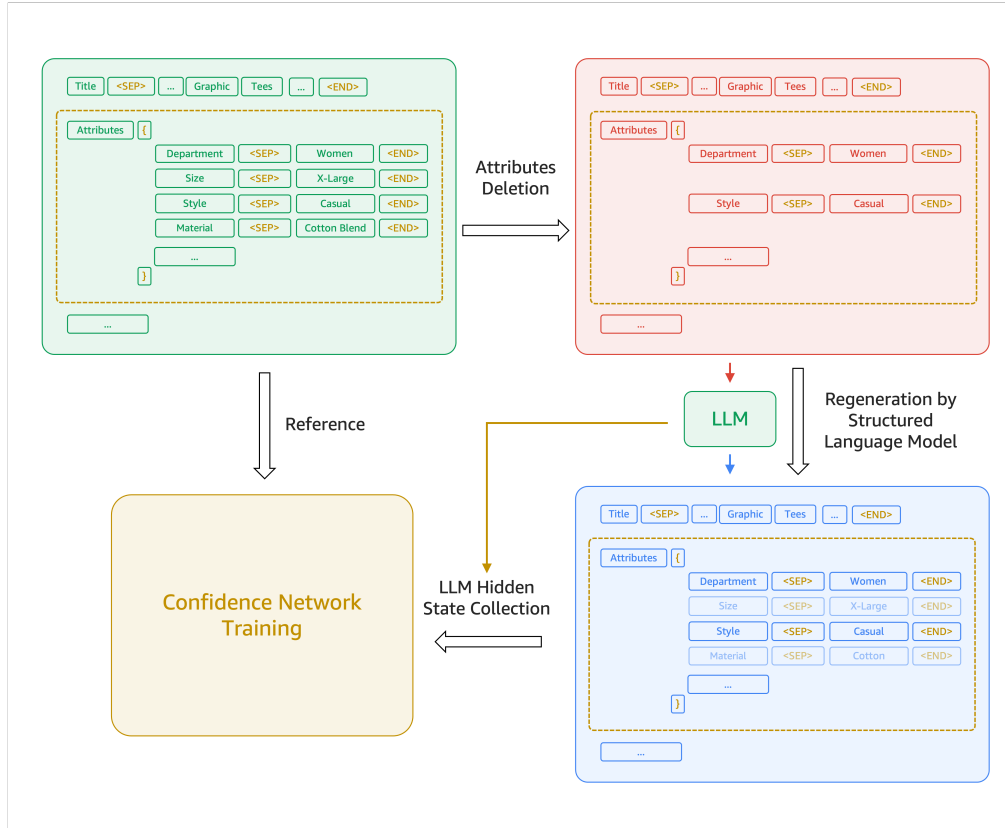 Title <SEP> ... Graphic Tees ... <END>
Attributes {
Department <SEP> Women <END>
Size <SEP> X-Large <END>
Style <SEP> Casual <END>
Material <SEP> Cotton Blend <END>
...
}
...
Attributes
Deletion
Title <SEP> ... Graphic Tees ... <END>
Attributes {
Department <SEP> Women <END>
Style <SEP> Casual <END>
...
}
...
Reference
LLM
Regeneration by
Structured
Language Model
Title <SEP> ... Graphic Tees ... <END>
Attributes {
Department <SEP> Women <END>
Size <SEP> X-Large <END>
Style <SEP> Casual <END>
Material <SEP> Cotton <END>
...
}
...
LLM Hidden
State Collection
Confidence Network
Training